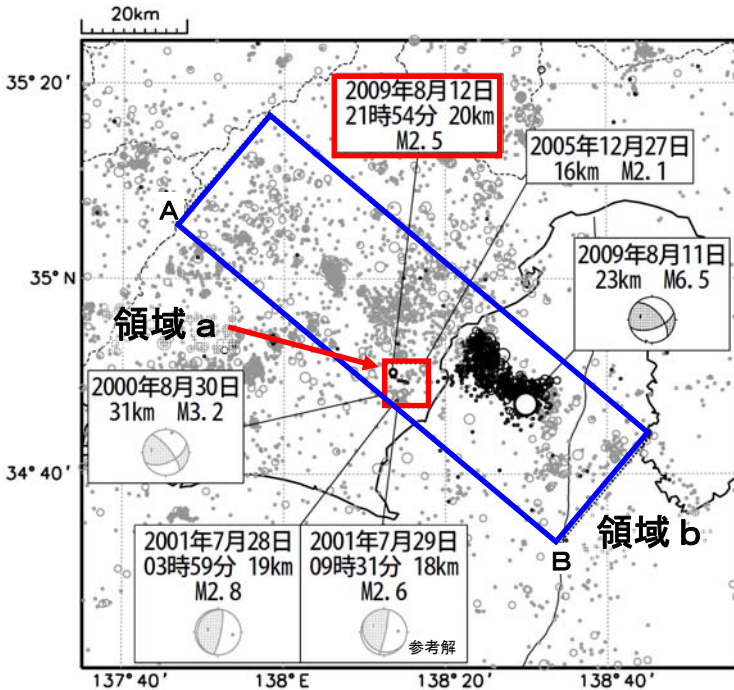 20km
35°20′
35°N
34°40′
2009年8月12日
21時54分 20km
M2.5
2005年12月27日
16km M2.1
A
2009年8月11日
23km M6.5
領域a
2000年8月30日
31km M3.2
領域b
B
2001年7月28日
03時59分 19km
M2.8
2001年7月29日
09時31分 18km
M2.6
参考解
137°40′
138°E
138°20′
138°40′